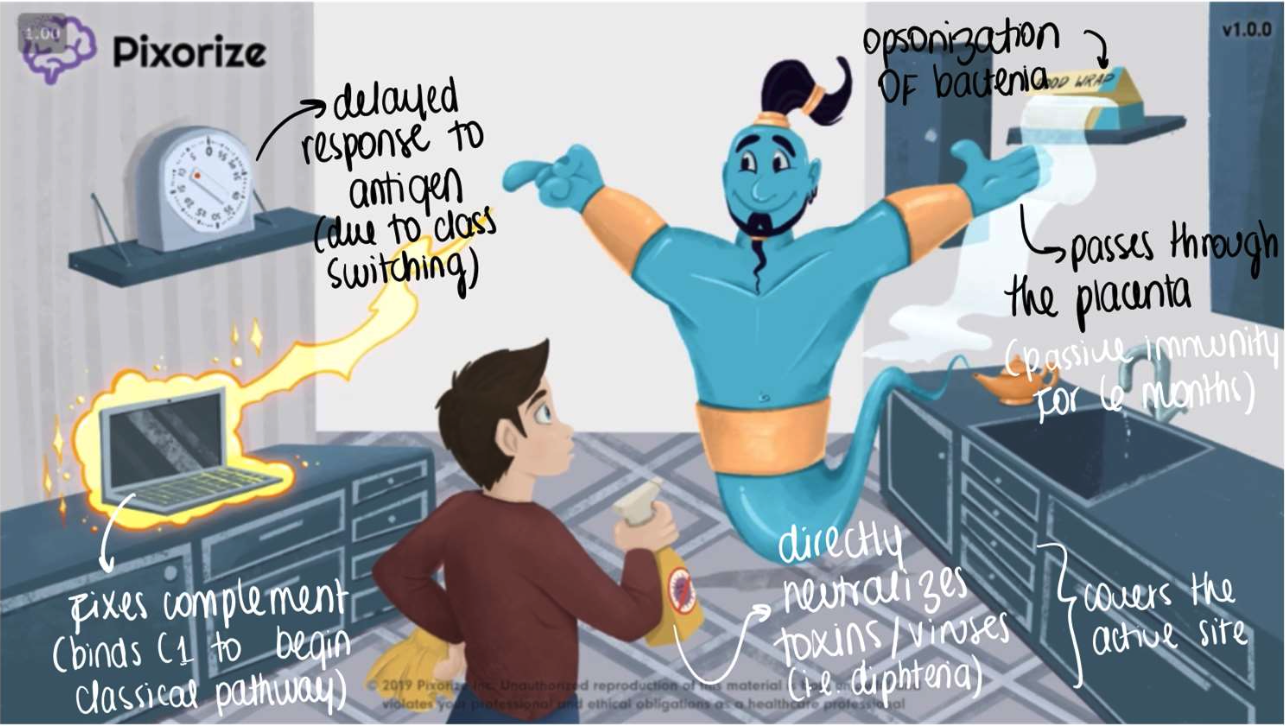 1.00
Pixorize
v1.0.0
opsonization
OF bacteria
FOOD WRAP
delayed
response to
antigen
(due to class
switching)
passes through
the placenta
(passive immunity
for 6 months)
Fixes complement
(binds C1 to begin
classical pathway)
directly
neutralizes
toxins/viruses
(i.e. diphteria)
covers the
active site
© 2019 Pixorize Inc. Unauthorized reproduction of this material is
violates your professional and ethical obligations as a healthcare professional